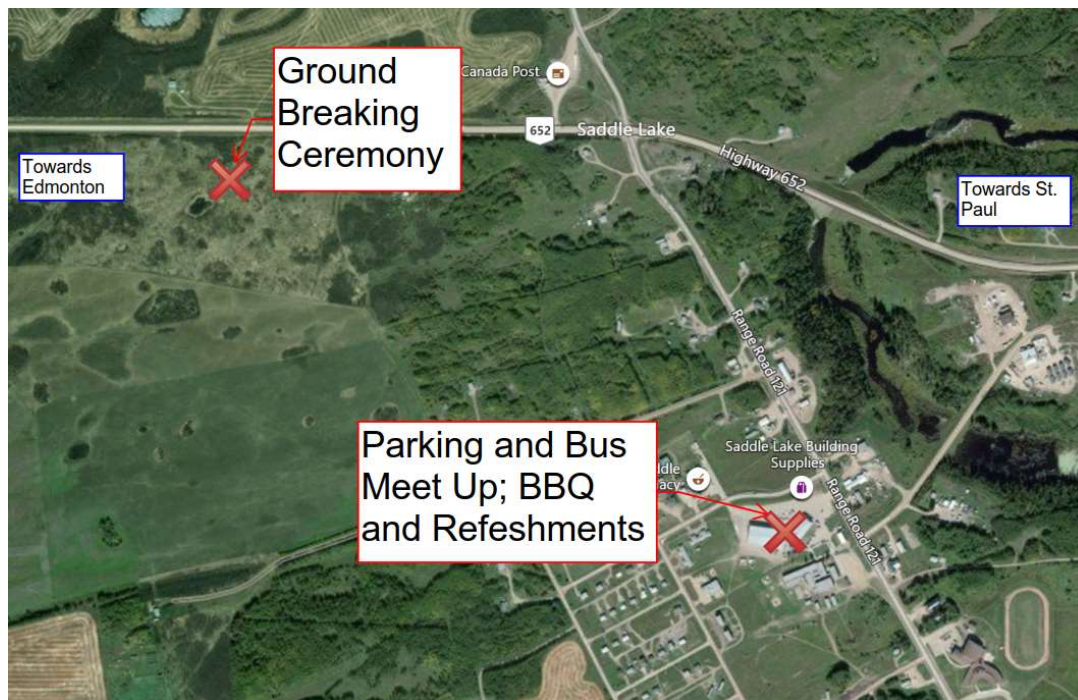 Ground
Breaking
Ceremony
Canada Post
652
Saddle Lake
Highway 652
Towards
Edmonton
Towards St.
Paul
Range Road 121
Parking and Bus
Meet Up; BBQ
and Refeshments
Saddle Lake Building
Supplies
Range Road 121